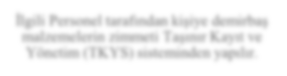 İlgili Personel tarafından kişiye demirbaş
malzemelerin zimmeti Taşınır Kayıt ve
Yönetim (TKYS) sisteminden yapılır.